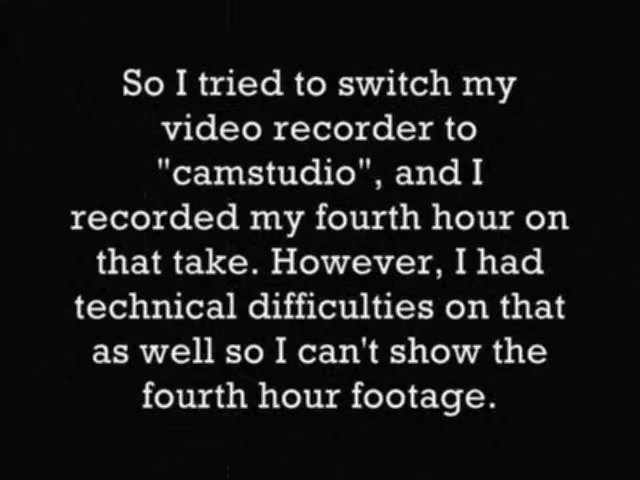 So I tried to switch my
video recorder to
"camstudio", and I
recorded my fourth hour on
that take. However, I had
technical difficulties on that
as well so I can't show the
fourth hour footage.